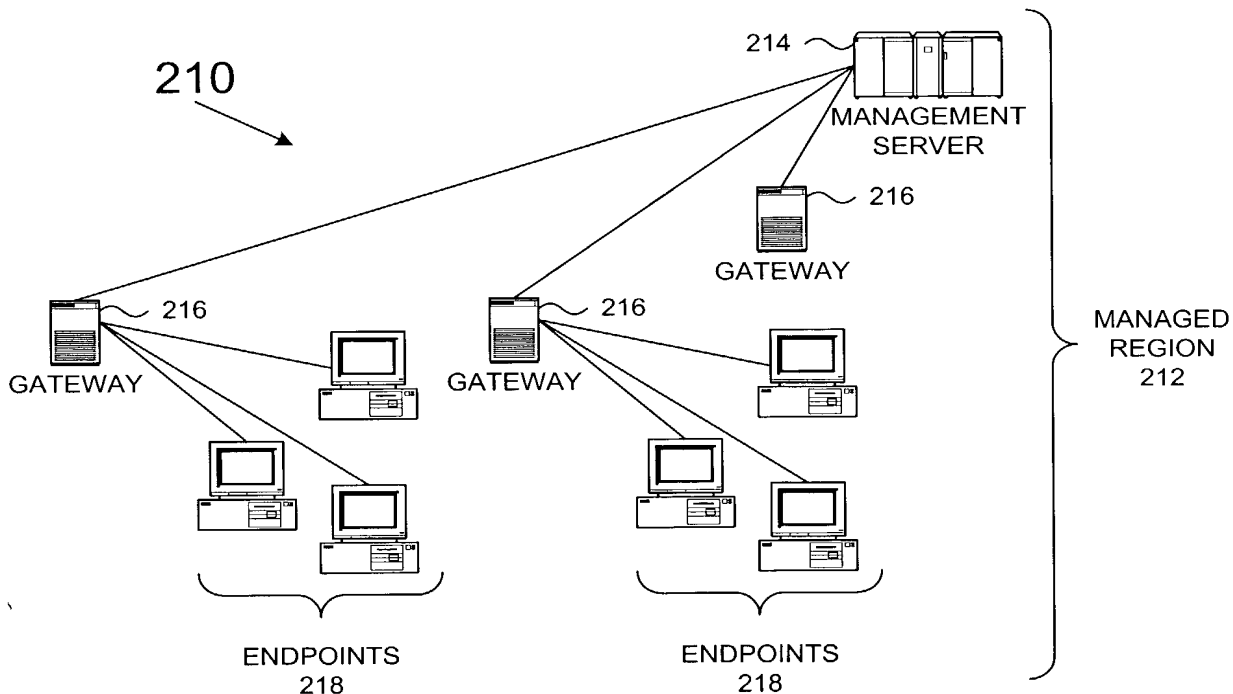 214
210
MANAGEMENT
SERVER
216
GATEWAY
216
GATEWAY
216
GATEWAY
MANAGED
REGION
212
ENDPOINTS
218
ENDPOINTS
218